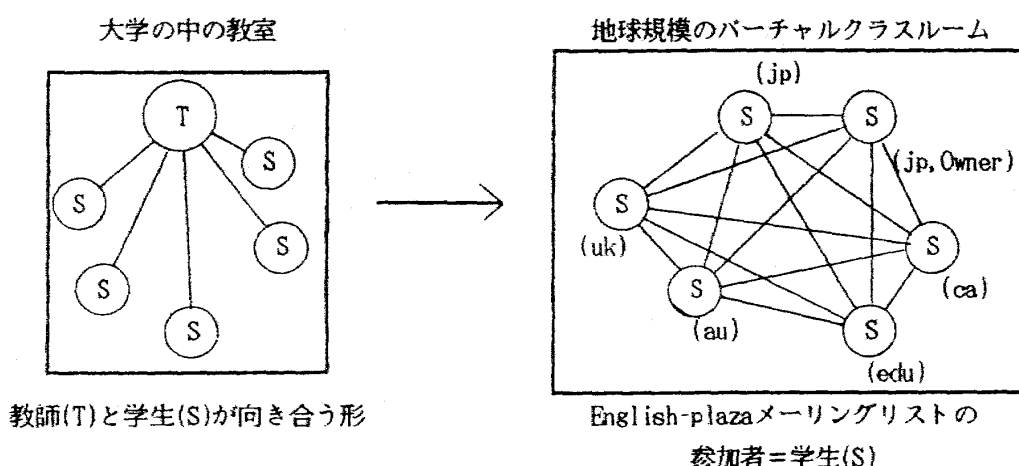 大学の中の教室
T
S
S
S
S
S
教師(T)と学生(S)が向き合う形
地球規模のバーチャルクラスルーム
(jp)
S
S
(jp,Owner)
S
(uk)
S
(ca)
S
(au)
S
(edu)
English-plazaメーリングリストの
参加者=学生(S)